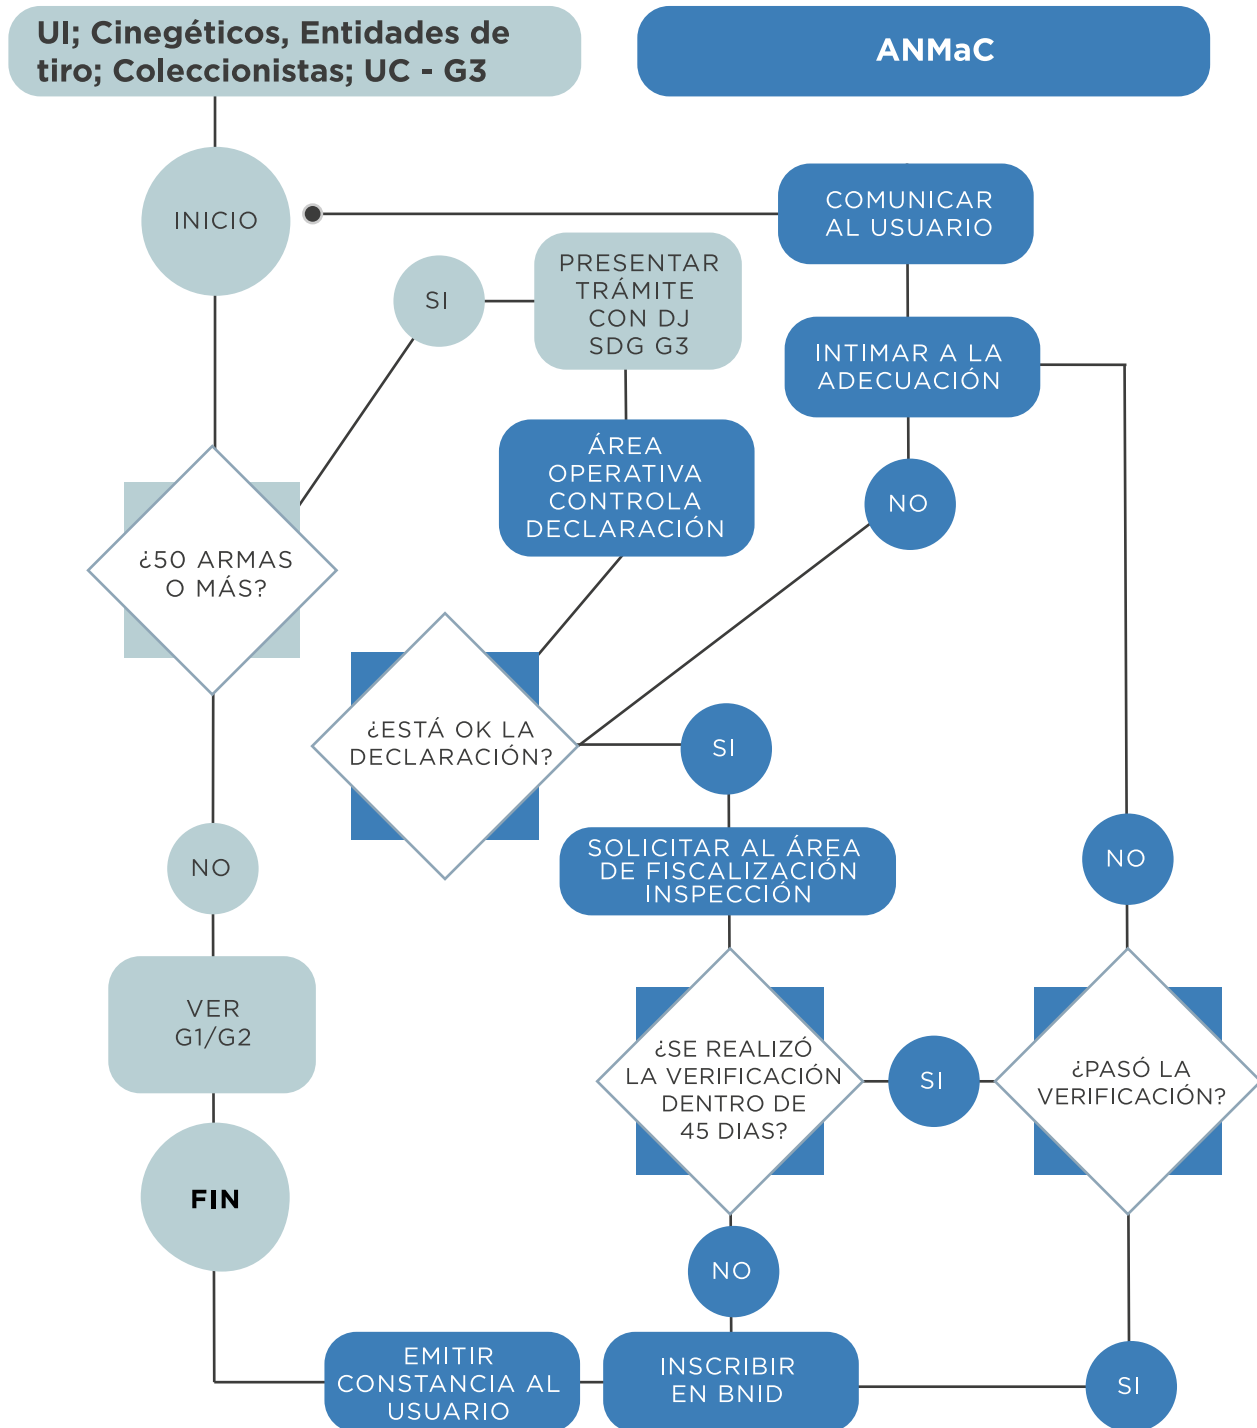 UI; Cinegéticos, Entidades de
tiro; Coleccionistas; UC - G3
ANMaC
INICIO
COMUNICAR
AL USUARIO
SI
PRESENTAR
TRÁMITE
CON DJ
SDG G3
INTIMAR A LA
ADECUACIÓN
ÁREA
OPERATIVA
CONTROLA
DECLARACIÓN
NO
¿50 ARMAS
O MÁS?
¿ESTÁ OK LA
DECLARACIÓN?
SI
NO
SOLICITAR AL ÁREA
DE FISCALIZACIÓN
INSPECCIÓN
NO
VER
G1/G2
¿SE REALIZÓ
LA VERIFICACIÓN
DENTRO DE
45 DIAS?
SI
¿PASÓ LA
VERIFICACIÓN?
FIN
NO
EMITIR
CONSTANCIA AL
USUARIO
INSCRIBIR
EN BNID
SI